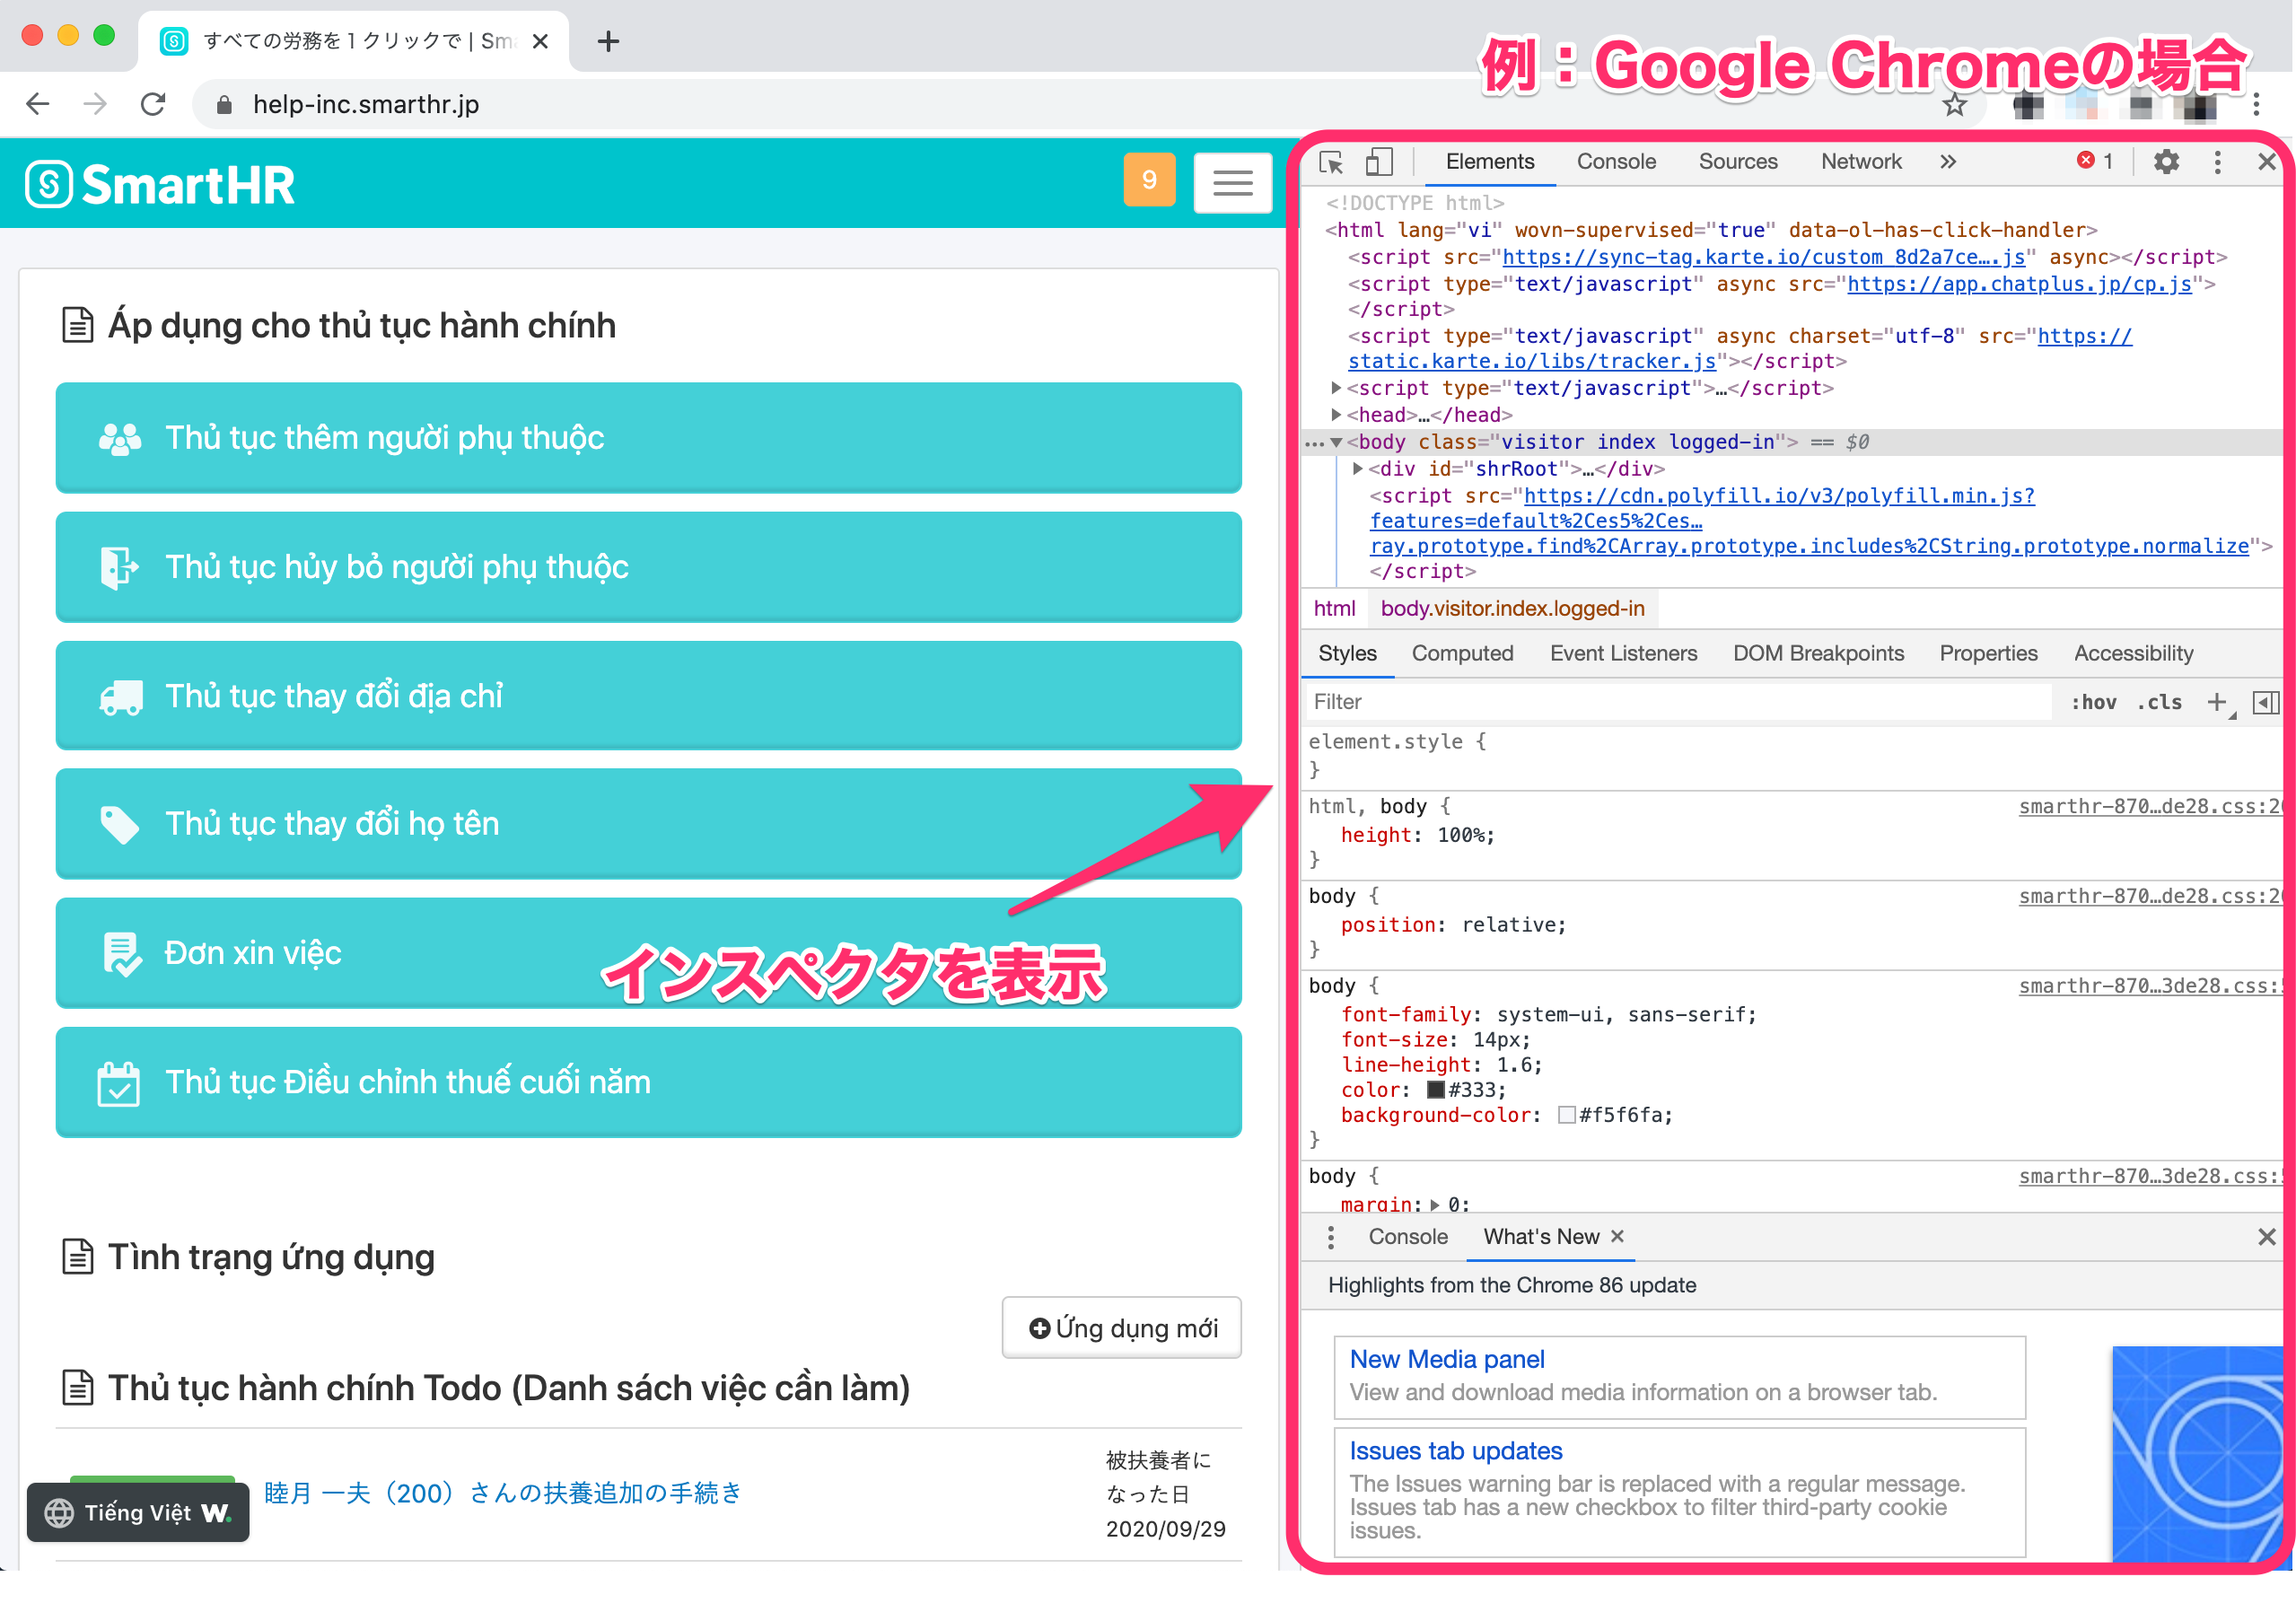 すべての労務を1クリックで | Sm
例：Google Chromeの場合
help-inc.smarthr.jp
SmartHR
9
Áp dụng cho thủ tục hành chính
Thủ tục thêm người phụ thuộc
Thủ tục hủy bỏ người phụ thuộc
Thủ tục thay đổi địa chỉ
Thủ tục thay đổi họ tên
Đơn xin việc
インスペクタを表示
Thủ tục Điều chỉnh thuế cuối năm
Tình trạng ứng dụng
Ứng dụng mới
Thủ tục hành chính Todo (Danh sách việc cần làm)
睦月 一夫（200）さんの扶養追加の手続き
被扶養者に
なった日
2020/09/29
Tiếng Việt W.
Elements Console Sources Network » 1
<!DOCTYPE html>
<html lang="vi" wovn-supervised="true" data-ol-has-click-handler>
<script src="https://sync-tag.karte.io/custom_8d2a7ce….js" async></script>
<script type="text/javascript" async src="https://app.chatplus.jp/cp.js">
</script>
<script type="text/javascript" async charset="utf-8" src="https://
static.karte.io/libs/tracker.js"></script>
<script type="text/javascript">…</script>
<head>…</head>
<body class="visitor index logged-in"> == $0
<div id="shrRoot">…</div>
<script src="https://cdn.polyfill.io/v3/polyfill.min.js?
features=default%2Ces5%2Ces…
ray.prototype.find%2CArray.prototype.includes%2CString.prototype.normalize">
</script>
html body.visitor.index.logged-in
Styles Computed Event Listeners DOM Breakpoints Properties Accessibility
Filter :hov .cls +
element.style {
}
html, body { smarthr-870…de28.css:20
height: 100%;
}
body { smarthr-870…de28.css:20
position: relative;
}
body { smarthr-870…3de28.css:5
font-family: system-ui, sans-serif;
font-size: 14px;
line-height: 1.6;
color: #333;
background-color: #f5f6fa;
}
body { smarthr-870…3de28.css:5
margin: 0;
Console What's New
Highlights from the Chrome 86 update
New Media panel
View and download media information on a browser tab.
Issues tab updates
The Issues warning bar is replaced with a regular message.
Issues tab has a new checkbox to filter third-party cookie
issues.